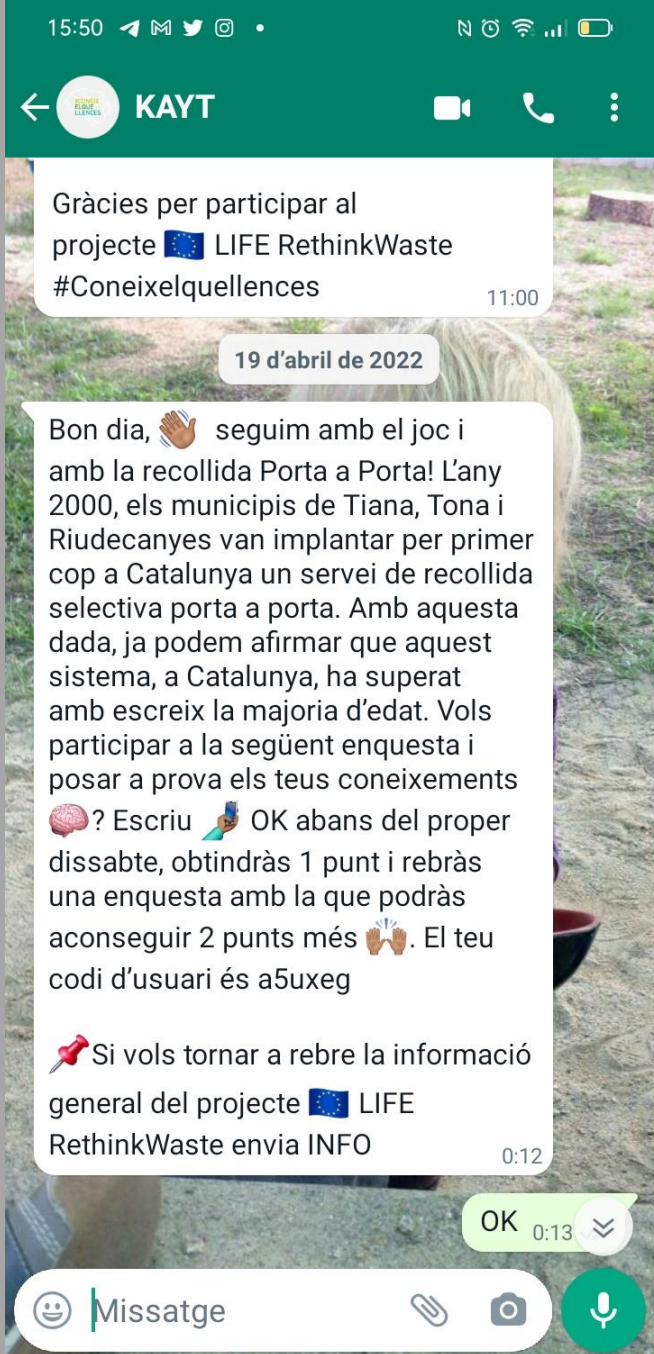 15:50
#CONEIX
ELQUE
LLENCES
KAYT
Gràcies per participar al
projecte 🇪🇺 LIFE RethinkWaste
#Coneixelquellences
11:00
19 d’abril de 2022
Bon dia, 👋🏽 seguim amb el joc i
amb la recollida Porta a Porta! L’any
2000, els municipis de Tiana, Tona i
Riudecanyes van implantar per primer
cop a Catalunya un servei de recollida
selectiva porta a porta. Amb aquesta
dada, ja podem afirmar que aquest
sistema, a Catalunya, ha superat
amb escreix la majoria d’edat. Vols
participar a la següent enquesta i
posar a prova els teus coneixements
🧠? Escriu 🤳🏽 OK abans del proper
dissabte, obtindràs 1 punt i rebràs
una enquesta amb la que podràs
aconseguir 2 punts més 🙌🏽. El teu
codi d’usuari és a5uxeg
📌Si vols tornar a rebre la informació
general del projecte 🇪🇺 LIFE
RethinkWaste envia INFO
0:12
OK 0:13
Missatge